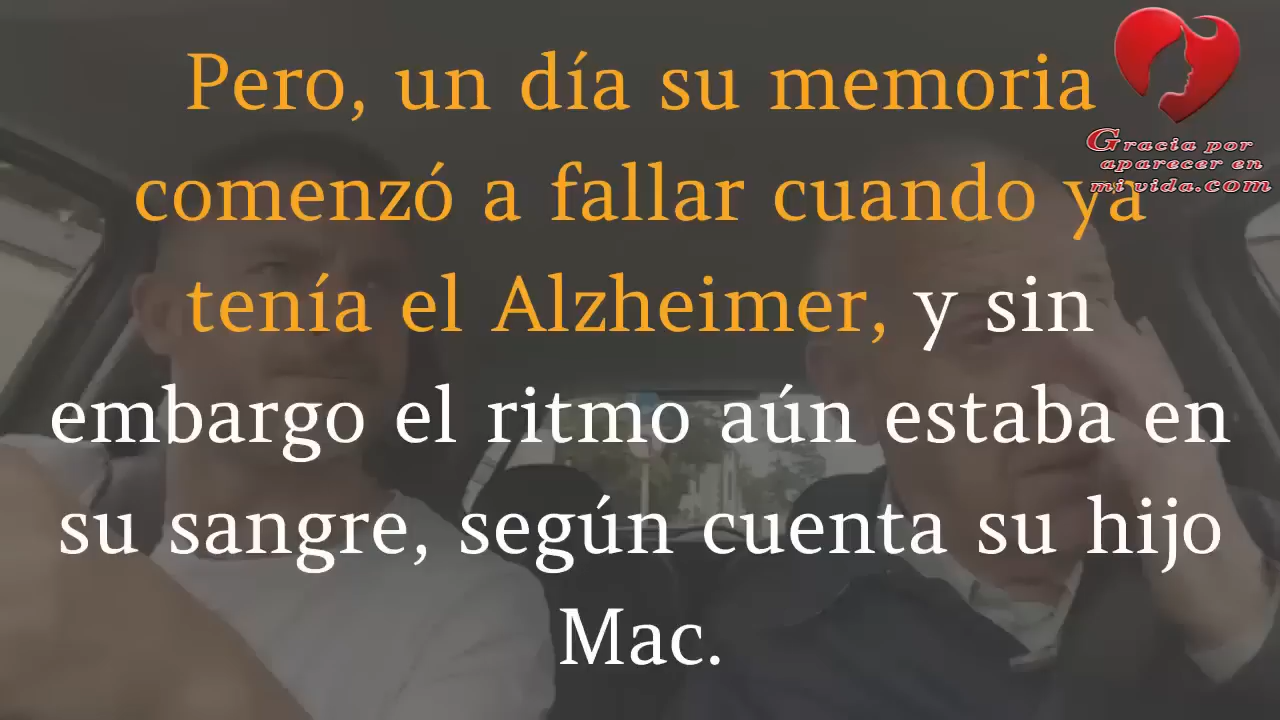 Pero, un día su memoria
comenzó a fallar cuando ya
tenía el Alzheimer, y sin
embargo el ritmo aún estaba en
su sangre, según cuenta su hijo
Mac.
Gracia por
aparecer en
mi vida.com